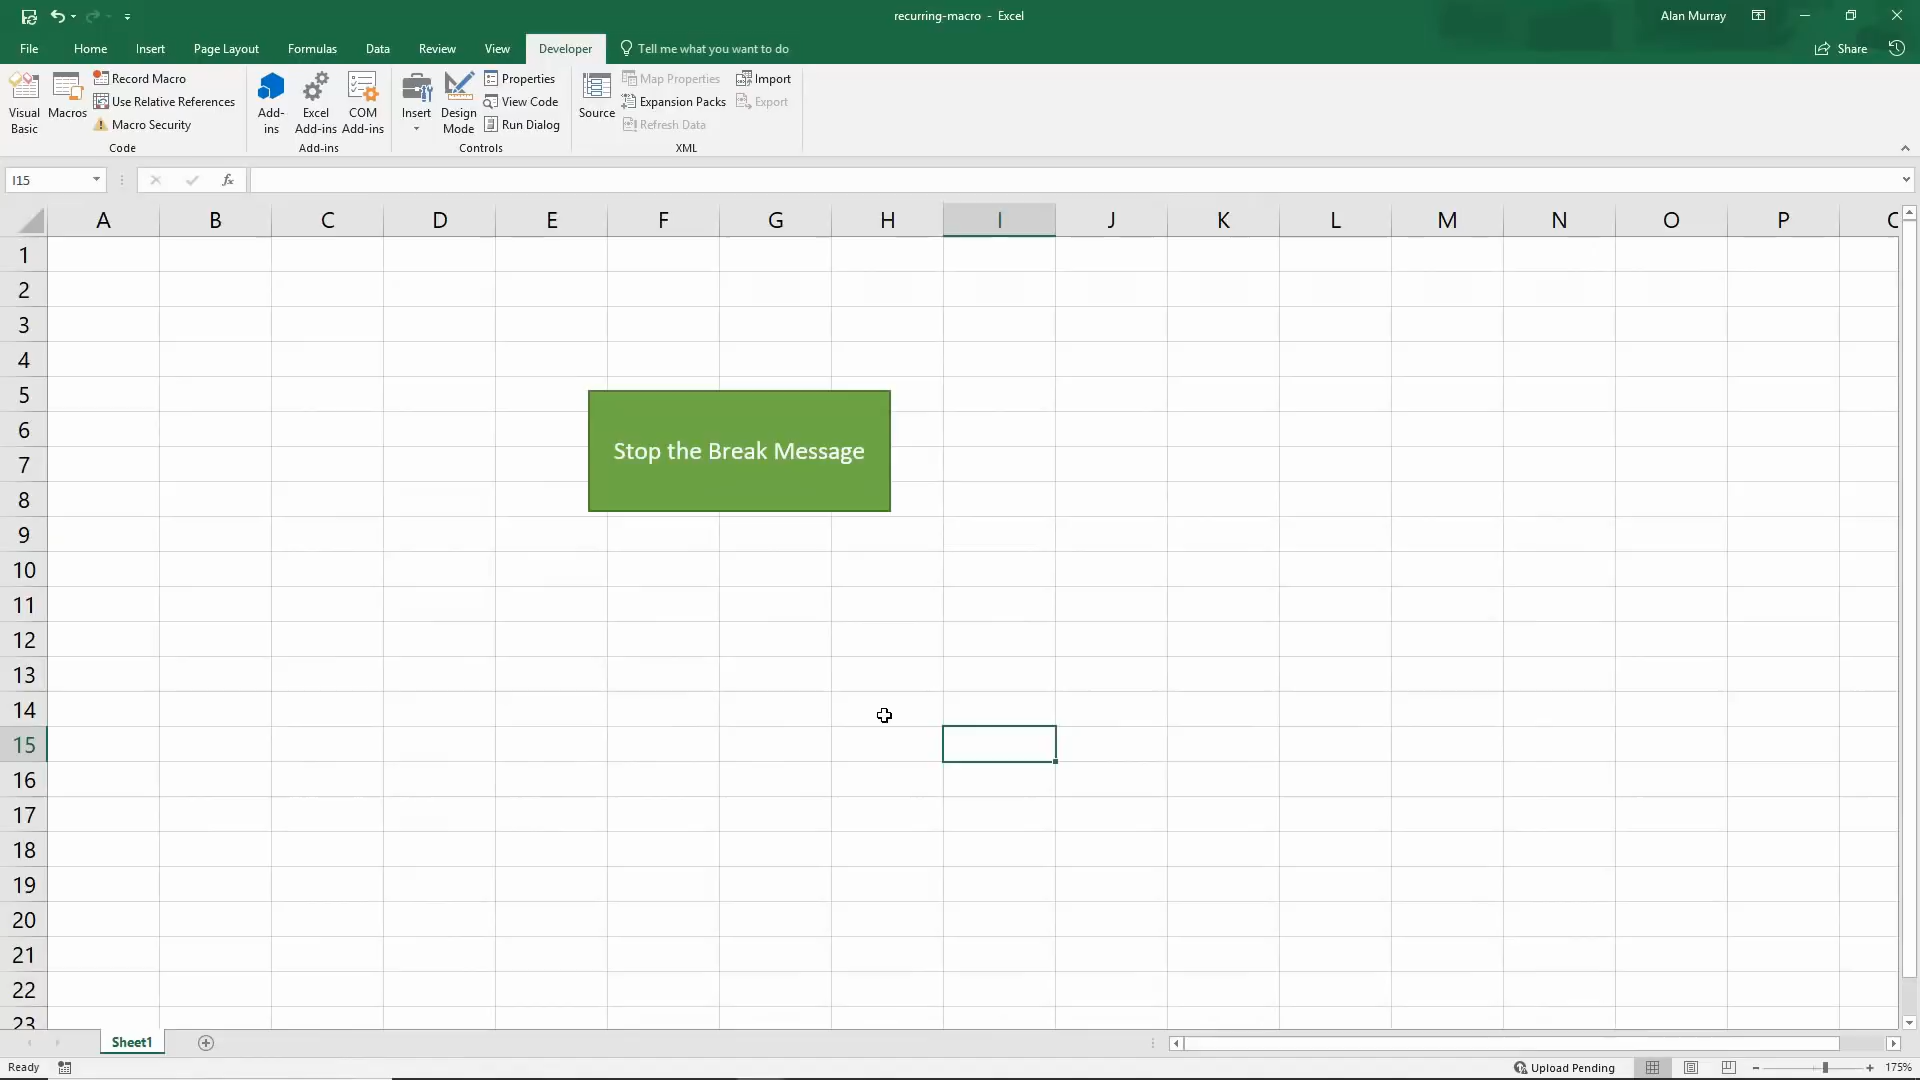 recurring-macro - Excel
Alan Murray
File Home Insert Page Layout Formulas Data Review View Developer Tell me what you want to do Share
Visual Basic
Macros
Record Macro
Use Relative References
Macro Security
Code
Add-ins
Excel Add-ins
COM Add-ins
Add-ins
Insert
Design Mode
Properties
View Code
Run Dialog
Controls
Source
Map Properties
Expansion Packs
Refresh Data
Import
Export
XML
I15
fx
A B C D E F G H I J K L M N O P
1
2
3
4
5
6
7
8
9
10
11
12
13
14
15
16
17
18
19
20
21
22
23
Stop the Break Message
Sheet1
Ready
Upload Pending
175%